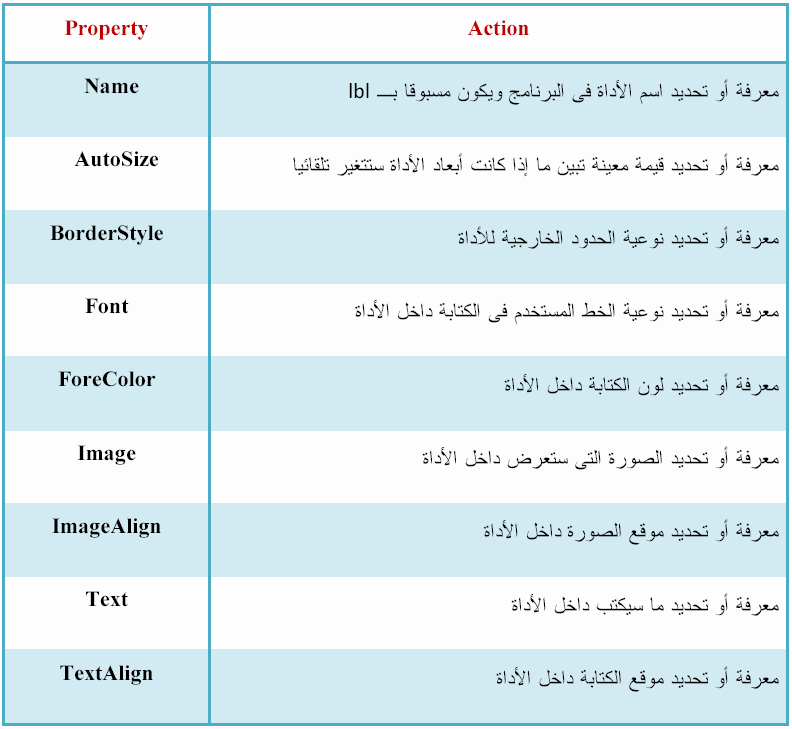 Property Action
Name معرفة أو تحديد اسم الأداة فى البرنامج ويكون مسبوقا بـــ lbl
AutoSize معرفة أو تحديد قيمة معينة تبين ما إذا كانت أبعاد الأداة ستتغير تلقائيا
BorderStyle معرفة أو تحديد نوعية الحدود الخارجية للأداة
Font معرفة أو تحديد نوعية الخط المستخدم فى الكتابة داخل الأداة
ForeColor معرفة أو تحديد لون الكتابة داخل الأداة
Image معرفة أو تحديد الصورة التى ستعرض داخل الأداة
ImageAlign معرفة أو تحديد موقع الصورة داخل الأداة
Text معرفة أو تحديد ما سيكتب داخل الأداة
TextAlign معرفة أو تحديد موقع الكتابة داخل الأداة